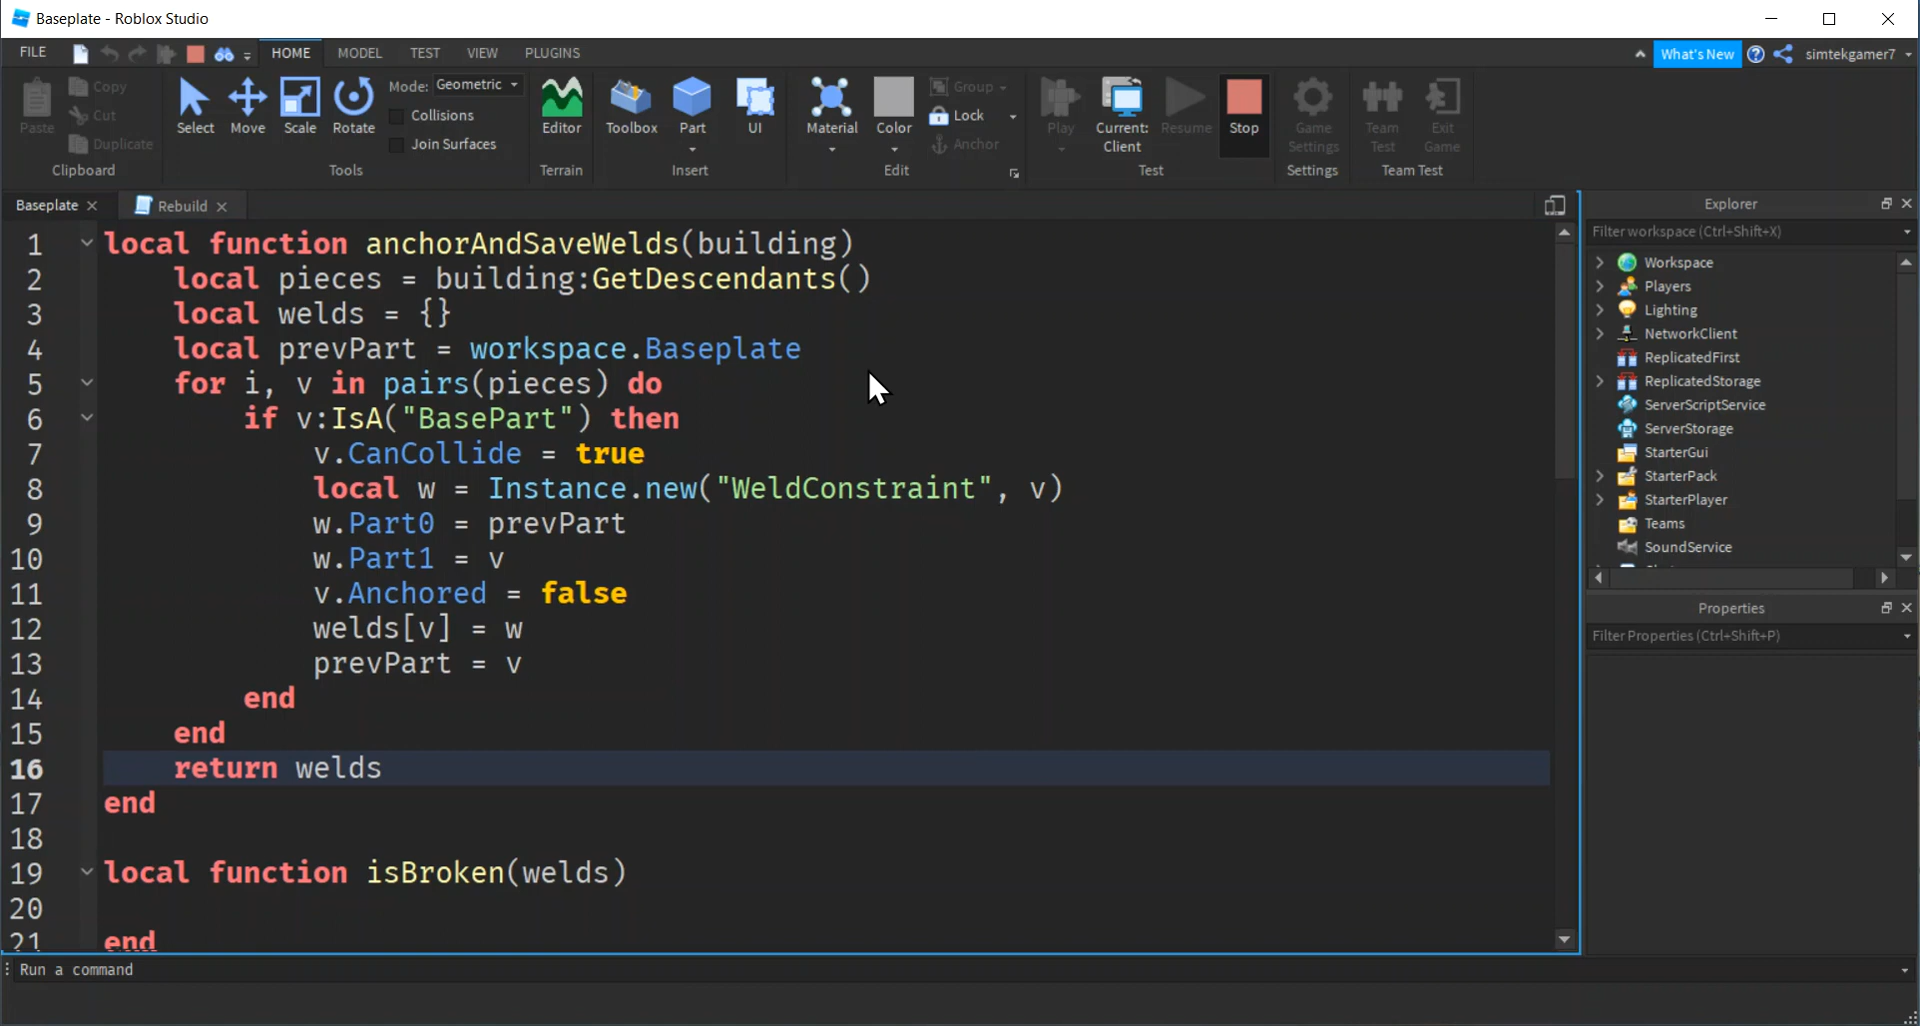 Baseplate - Roblox Studio
FILE HOME MODEL TEST VIEW PLUGINS What's New simtekgamer7
Paste Copy Cut Duplicate
Clipboard
Select Move Scale Rotate
Mode: Geometric
Collisions
Join Surfaces
Tools
Editor
Terrain
Toolbox Part UI
Insert
Material Color Group Lock Anchor
Edit
Play Current: Client Resume Stop
Test
Game Settings
Settings
Team Test Exit Game
Team Test
Baseplate Rebuild
1 local function anchorAndSaveWelds(building)
2 local pieces = building:GetDescendants()
3 local welds = {}
4 local prevPart = workspace.Baseplate
5 for i, v in pairs(pieces) do
6 if v:IsA("BasePart") then
7 v.CanCollide = true
8 local w = Instance.new("WeldConstraint", v)
9 w.Part0 = prevPart
10 w.Part1 = v
11 v.Anchored = false
12 welds[v] = w
13 prevPart = v
14 end
15 end
16 return welds
17 end
18
19 local function isBroken(welds)
20
21 end
Run a command
Explorer
Filter workspace (Ctrl+Shift+X)
Workspace
Players
Lighting
NetworkClient
ReplicatedFirst
ReplicatedStorage
ServerScriptService
ServerStorage
StarterGui
StarterPack
StarterPlayer
Teams
SoundService
Properties
Filter Properties (Ctrl+Shift+P)